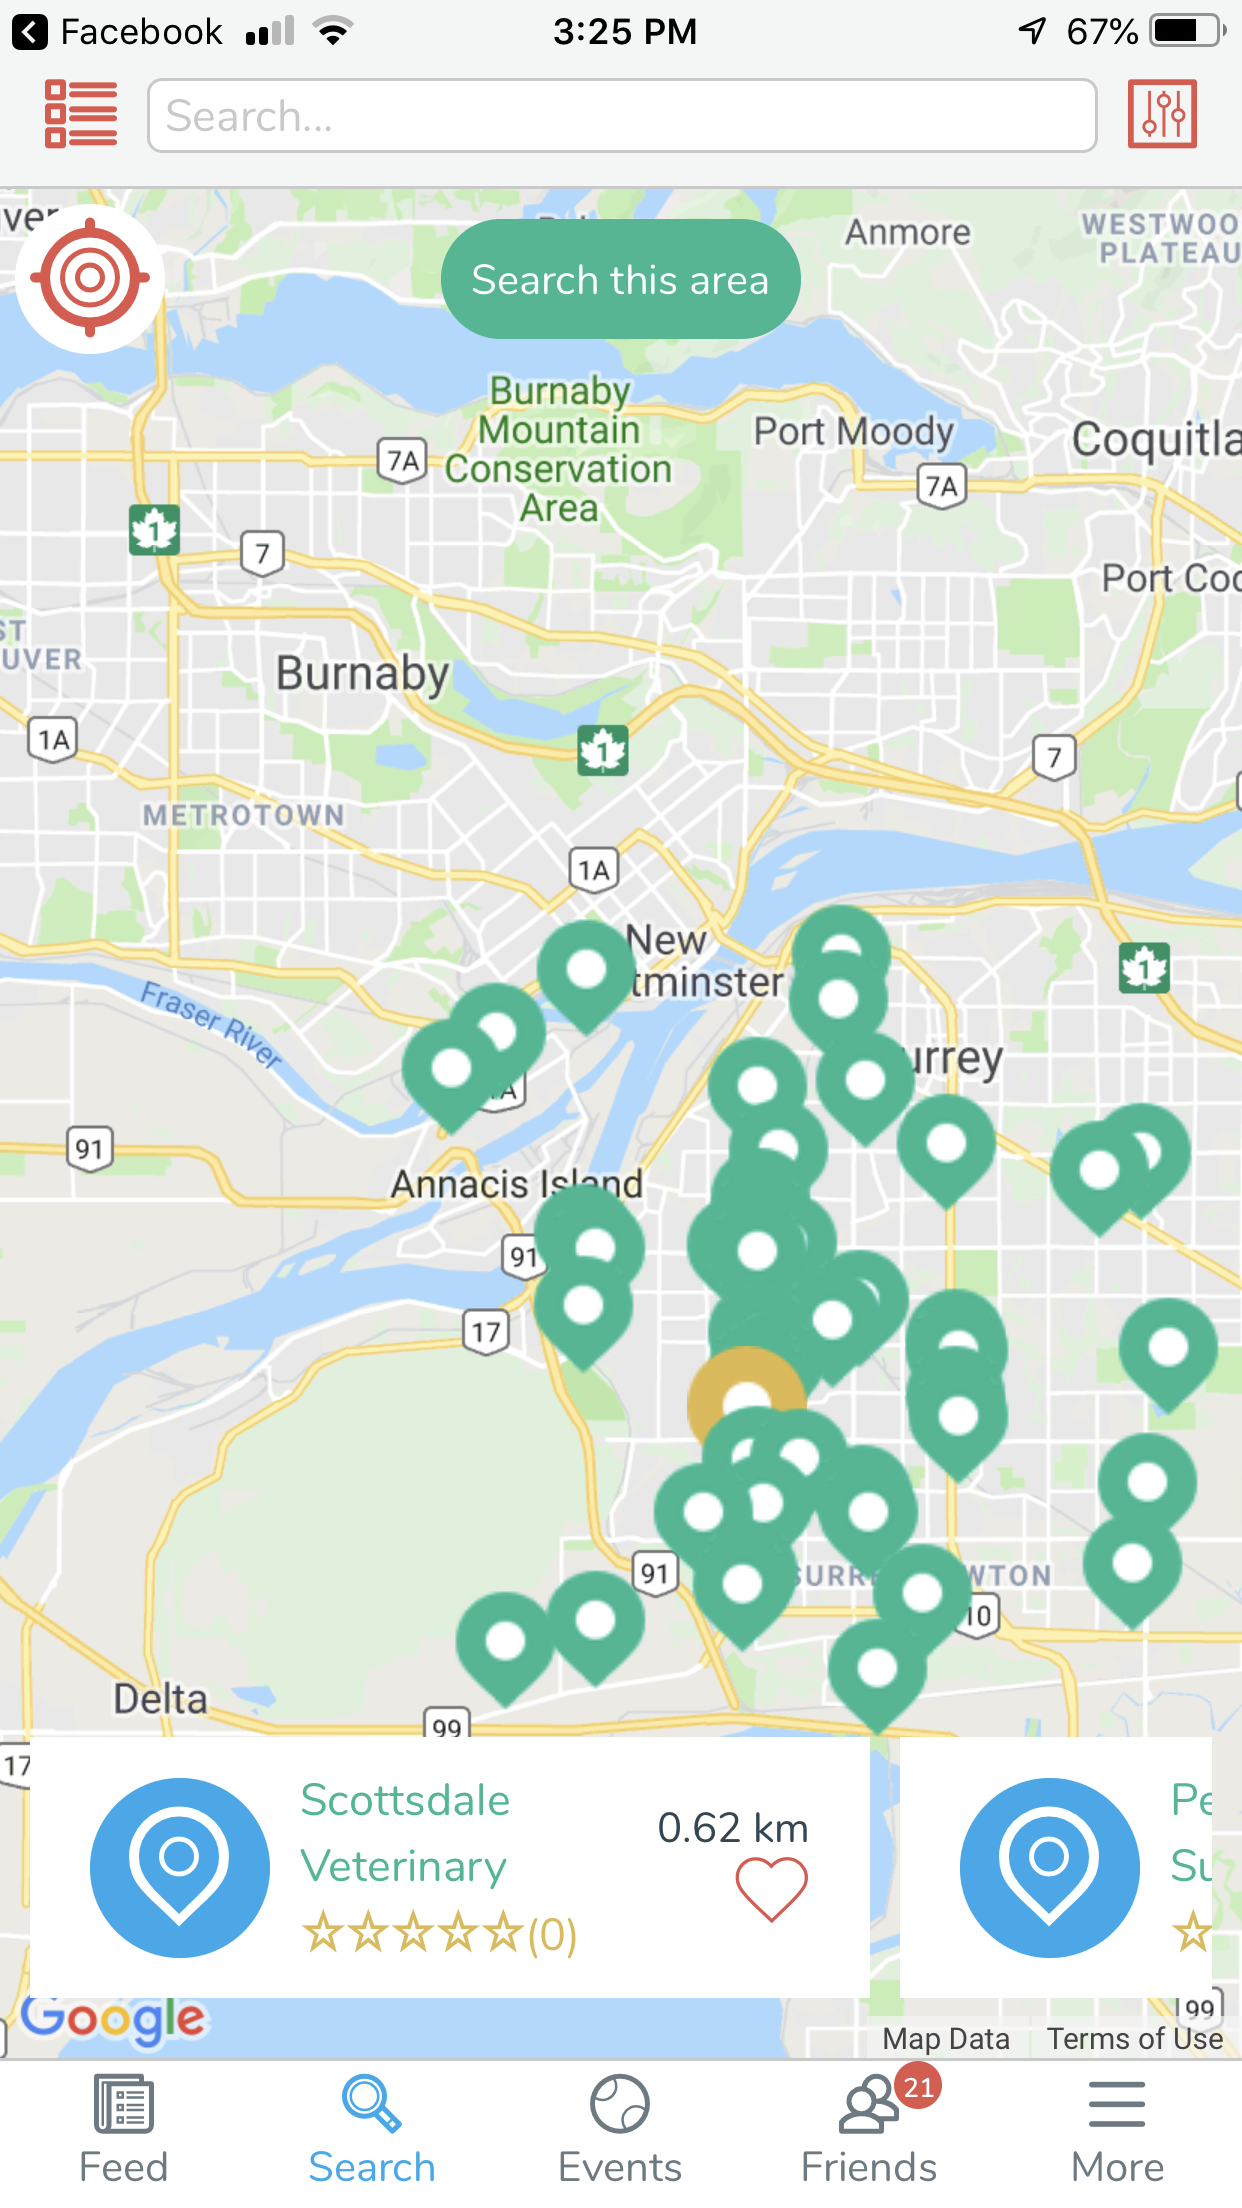 Facebook
3:25 PM
67%
Search...
Search this area
Anmore
WESTWOO
PLATEAU
Burnaby
Mountain
Conservation
Area
Port Moody
Coquitla
7A
7A
1
7
Port Coq
ST
UVER
Burnaby
1A
1
7
METROTOWN
1A
New
tminster
1
Fraser River
urrey
A
91
Annacis Island
91
17
91
SURR
WTON
10
Delta
99
17
Scottsdale
Veterinary
(0)
0.62 km
Pe
Su
Google
99
Map Data
Terms of Use
21
Feed
Search
Events
Friends
More